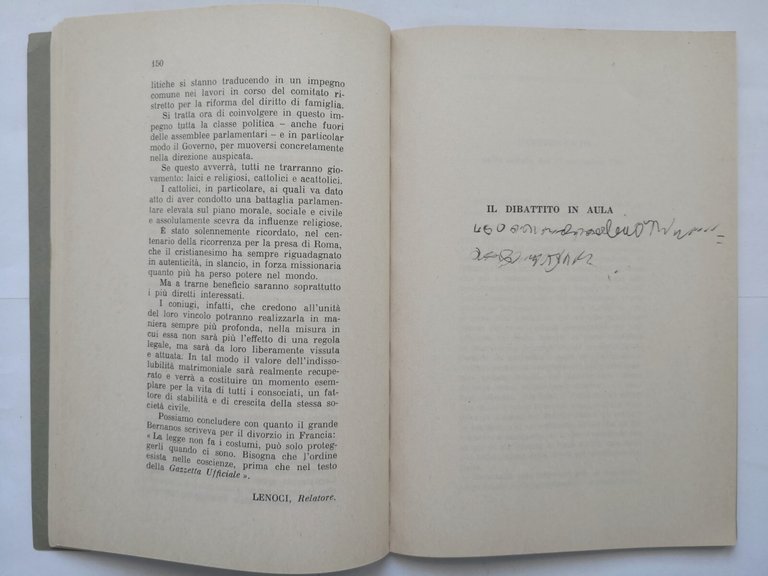 150
litiche si stanno traducendo in un impegno
comune nei lavori in corso del comitato ri-
stretto per la riforma del diritto di famiglia.
Si tratta ora di coinvolgere in questo im-
pegno tutta la classe politica – anche fuori
delle assemblee parlamentari – e in particolar
modo il Governo, per muoversi concretamente
nella direzione auspicata.
Se questo avverrà, tutti ne trarranno gio-
vamento: laici e religiosi, cattolici e acattolici.
I cattolici, in particolare, ai quali va dato
atto di aver condotto una battaglia parlamen-
tare elevata sul piano morale, sociale e civile
e assolutamente scevra da influenze religiose.
È stato solennemente ricordato, nel cen-
tenario della ricorrenza per la presa di Roma,
che il cristianesimo ha sempre riguadagnato
in autenticità, in slancio, in forza missionaria
quanto più ha perso potere nel mondo.
Ma a trarne beneficio saranno soprattutto
i più diretti interessati.
I coniugi, infatti, che credono all'unità
del loro vincolo potranno realizzarla in ma-
niera sempre più profonda, nella misura in
cui essa non sarà più l'effetto di una regola
legale, ma sarà da loro liberamente vissuta
e attuata. In tal modo il valore dell'indisso-
lubilità matrimoniale sarà realmente recupe-
rato e verrà a costituire un momento esem-
plare per la vita di tutti i consociati, un fat-
tore di stabilità e di crescita della stessa so-
cietà civile.
Possiamo concludere con quanto il grande
Bernanos scriveva per il divorzio in Francia:
« La legge non fa i costumi, può solo proteg-
gerli quando ci sono. Bisogna che l'ordine
esista nelle coscienze, prima che nel testo
della Gazzetta Ufficiale ».
LENOCI, Relatore.
IL DIBATTITO IN AULA